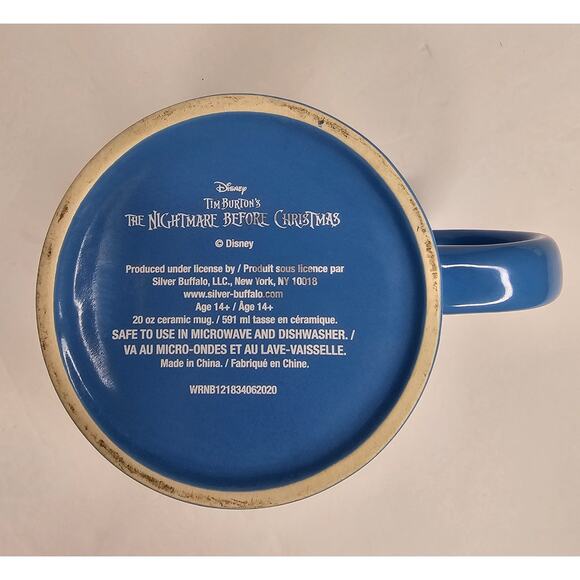 Disney
TIM BURTON'S
THE NIGHTMARE BEFORE CHRISTMAS
© Disney
Produced under license by / Produit sous licence par
Silver Buffalo, LLC., New York, NY 10018
www.silver-buffalo.com
Age 14+/ Âge 14+
20 oz ceramic mug. / 591 ml tasse en céramique.
SAFE TO USE IN MICROWAVE AND DISHWASHER. /
VA AU MICRO-ONDES ET AU LAVE-VAISSELLE.
Made in China. / Fabriqué en Chine.
WRNB121834062020